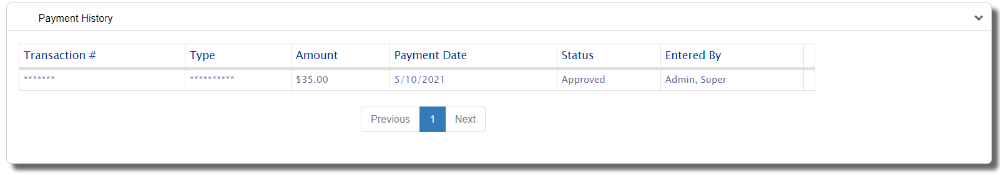 Payment History
Transaction # Type Amount Payment Date Status Entered By
******* ********** $35.00 5/10/2021 Approved Admin, Super
Previous 1 Next